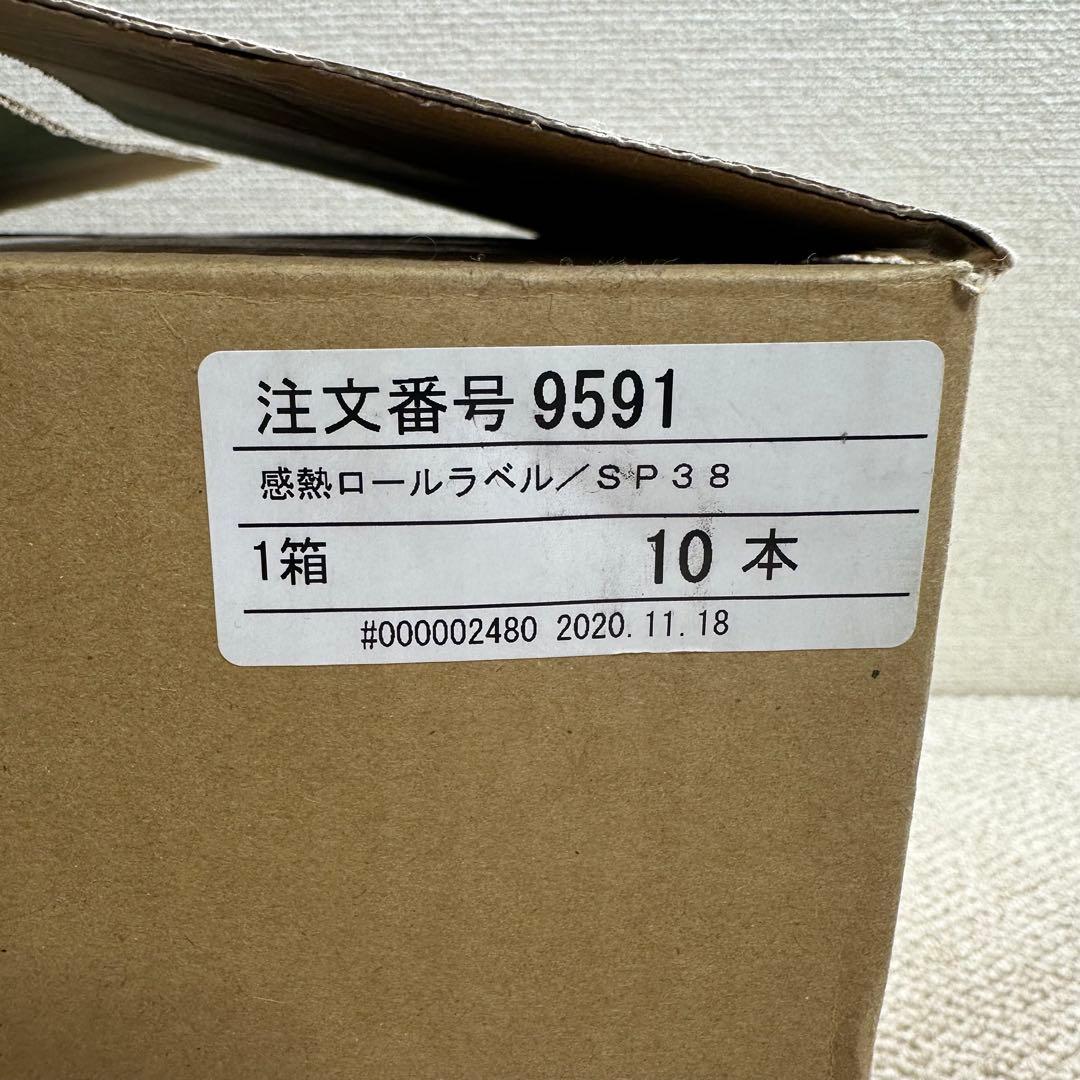 注文番号 9591
感熱ロールラベル／ＳＰ３８
1箱 10 本
#000002480 2020.11.18